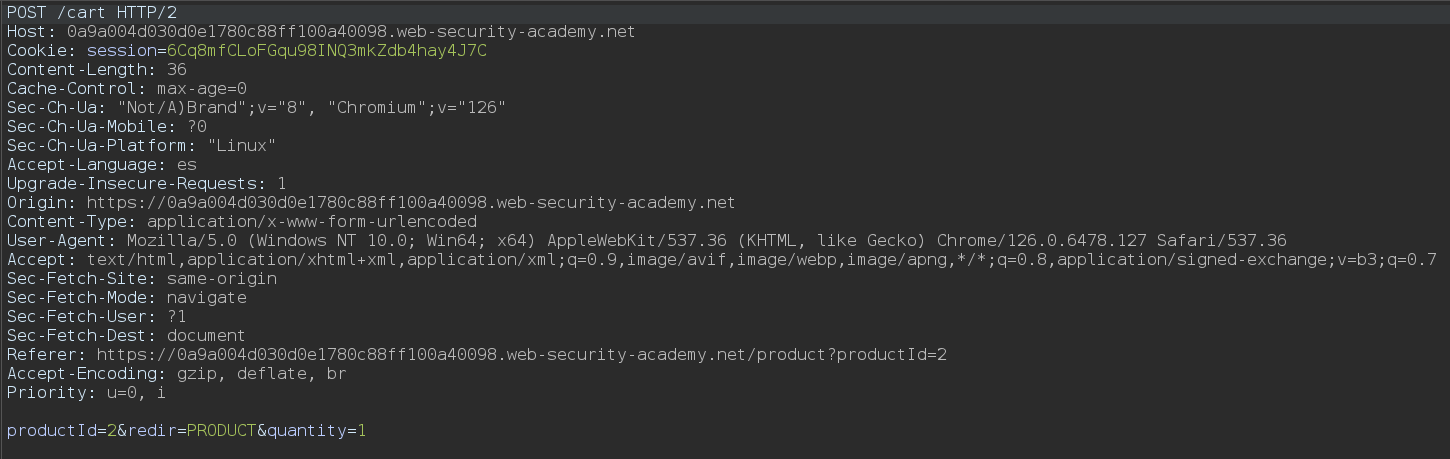 POST /cart HTTP/2
Host: 0a9a004d030d0e1780c88ff100a40098.web-security-academy.net
Cookie: session=6Cq8mfCLoFGqu98INQ3mkZdb4hay4J7C
Content-Length: 36
Cache-Control: max-age=0
Sec-Ch-Ua: "Not/A)Brand";v="8", "Chromium";v="126"
Sec-Ch-Ua-Mobile: ?0
Sec-Ch-Ua-Platform: "Linux"
Accept-Language: es
Upgrade-Insecure-Requests: 1
Origin: https://0a9a004d030d0e1780c88ff100a40098.web-security-academy.net
Content-Type: application/x-www-form-urlencoded
User-Agent: Mozilla/5.0 (Windows NT 10.0; Win64; x64) AppleWebKit/537.36 (KHTML, like Gecko) Chrome/126.0.6478.127 Safari/537.36
Accept: text/html,application/xhtml+xml,application/xml;q=0.9,image/avif,image/webp,image/apng,*/*;q=0.8,application/signed-exchange;v=b3;q=0.7
Sec-Fetch-Site: same-origin
Sec-Fetch-Mode: navigate
Sec-Fetch-User: ?1
Sec-Fetch-Dest: document
Referer: https://0a9a004d030d0e1780c88ff100a40098.web-security-academy.net/product?productId=2
Accept-Encoding: gzip, deflate, br
Priority: u=0, i
productId=2&redir=PRODUCT&quantity=1